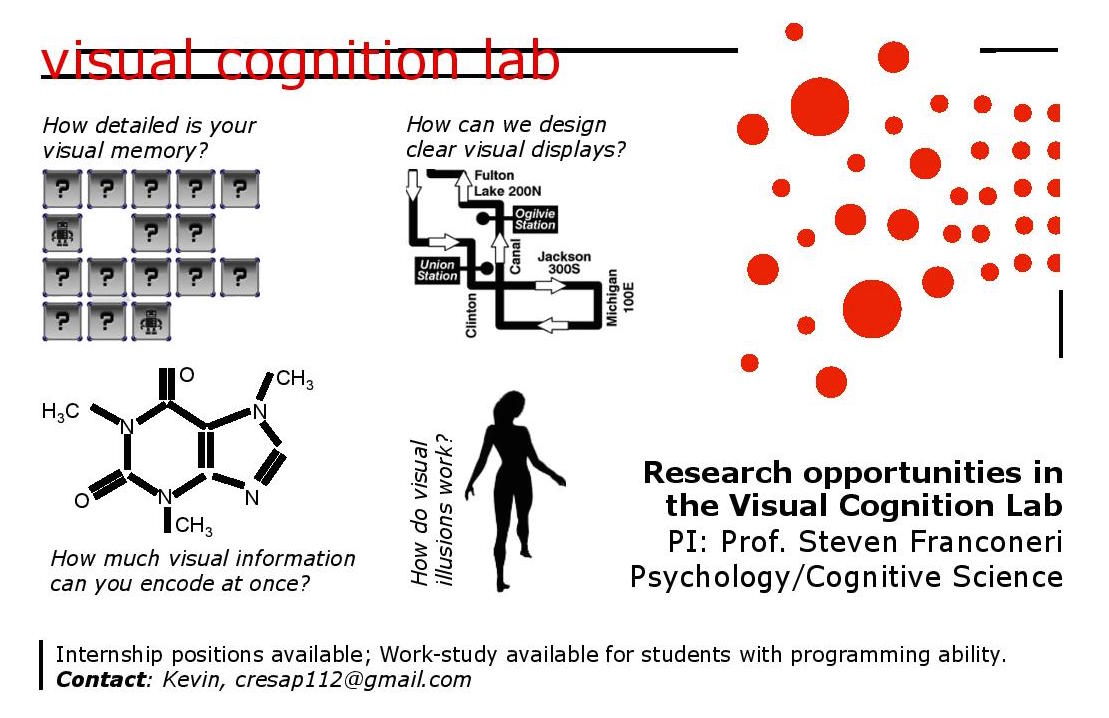 visual cognition lab
How detailed is your
visual memory?
? ? ? ? ?
? ?
? ? ? ? ?
? ?
How can we design
clear visual displays?
Fulton
Lake 200N
Ogilvie
Station
Canal
Union
Station
Jackson
300S
Clinton
Michigan
100E
O
CH3
H3C
N
N
O
N
N
CH3
How much visual information
can you encode at once?
How do visual
illusions work?
Research opportunities in
the Visual Cognition Lab
PI: Prof. Steven Franconeri
Psychology/Cognitive Science
Internship positions available; Work-study available for students with programming ability.
Contact: Kevin, cresap112@gmail.com